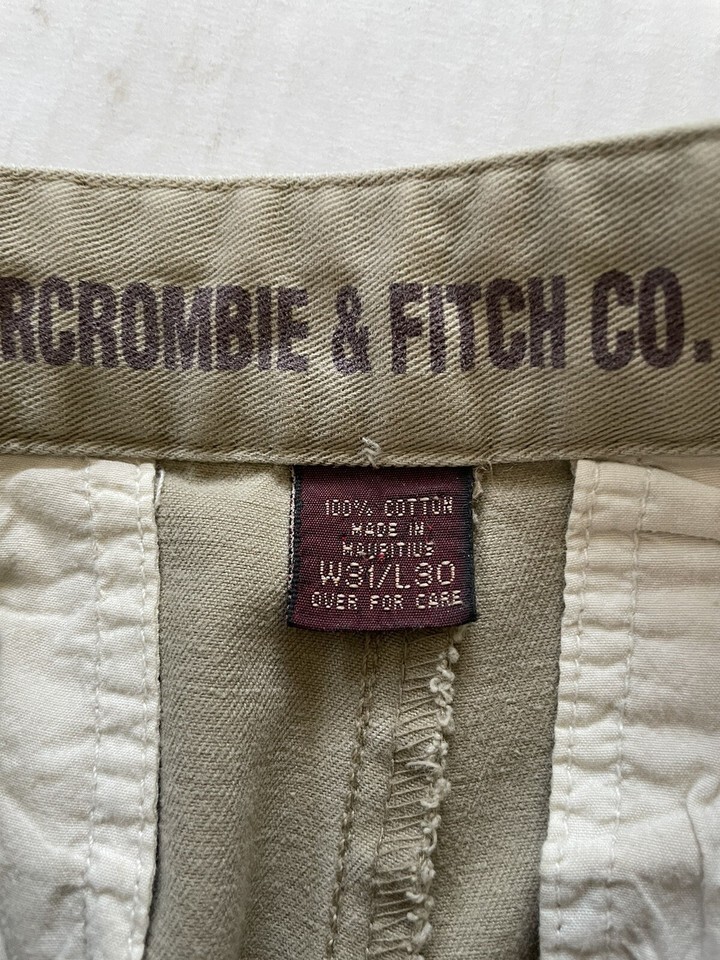 RCROMBIE & FITCH CO.
100% COTTON
MADE IN
MAURITIUS
W31/L30
OVER FOR CARE